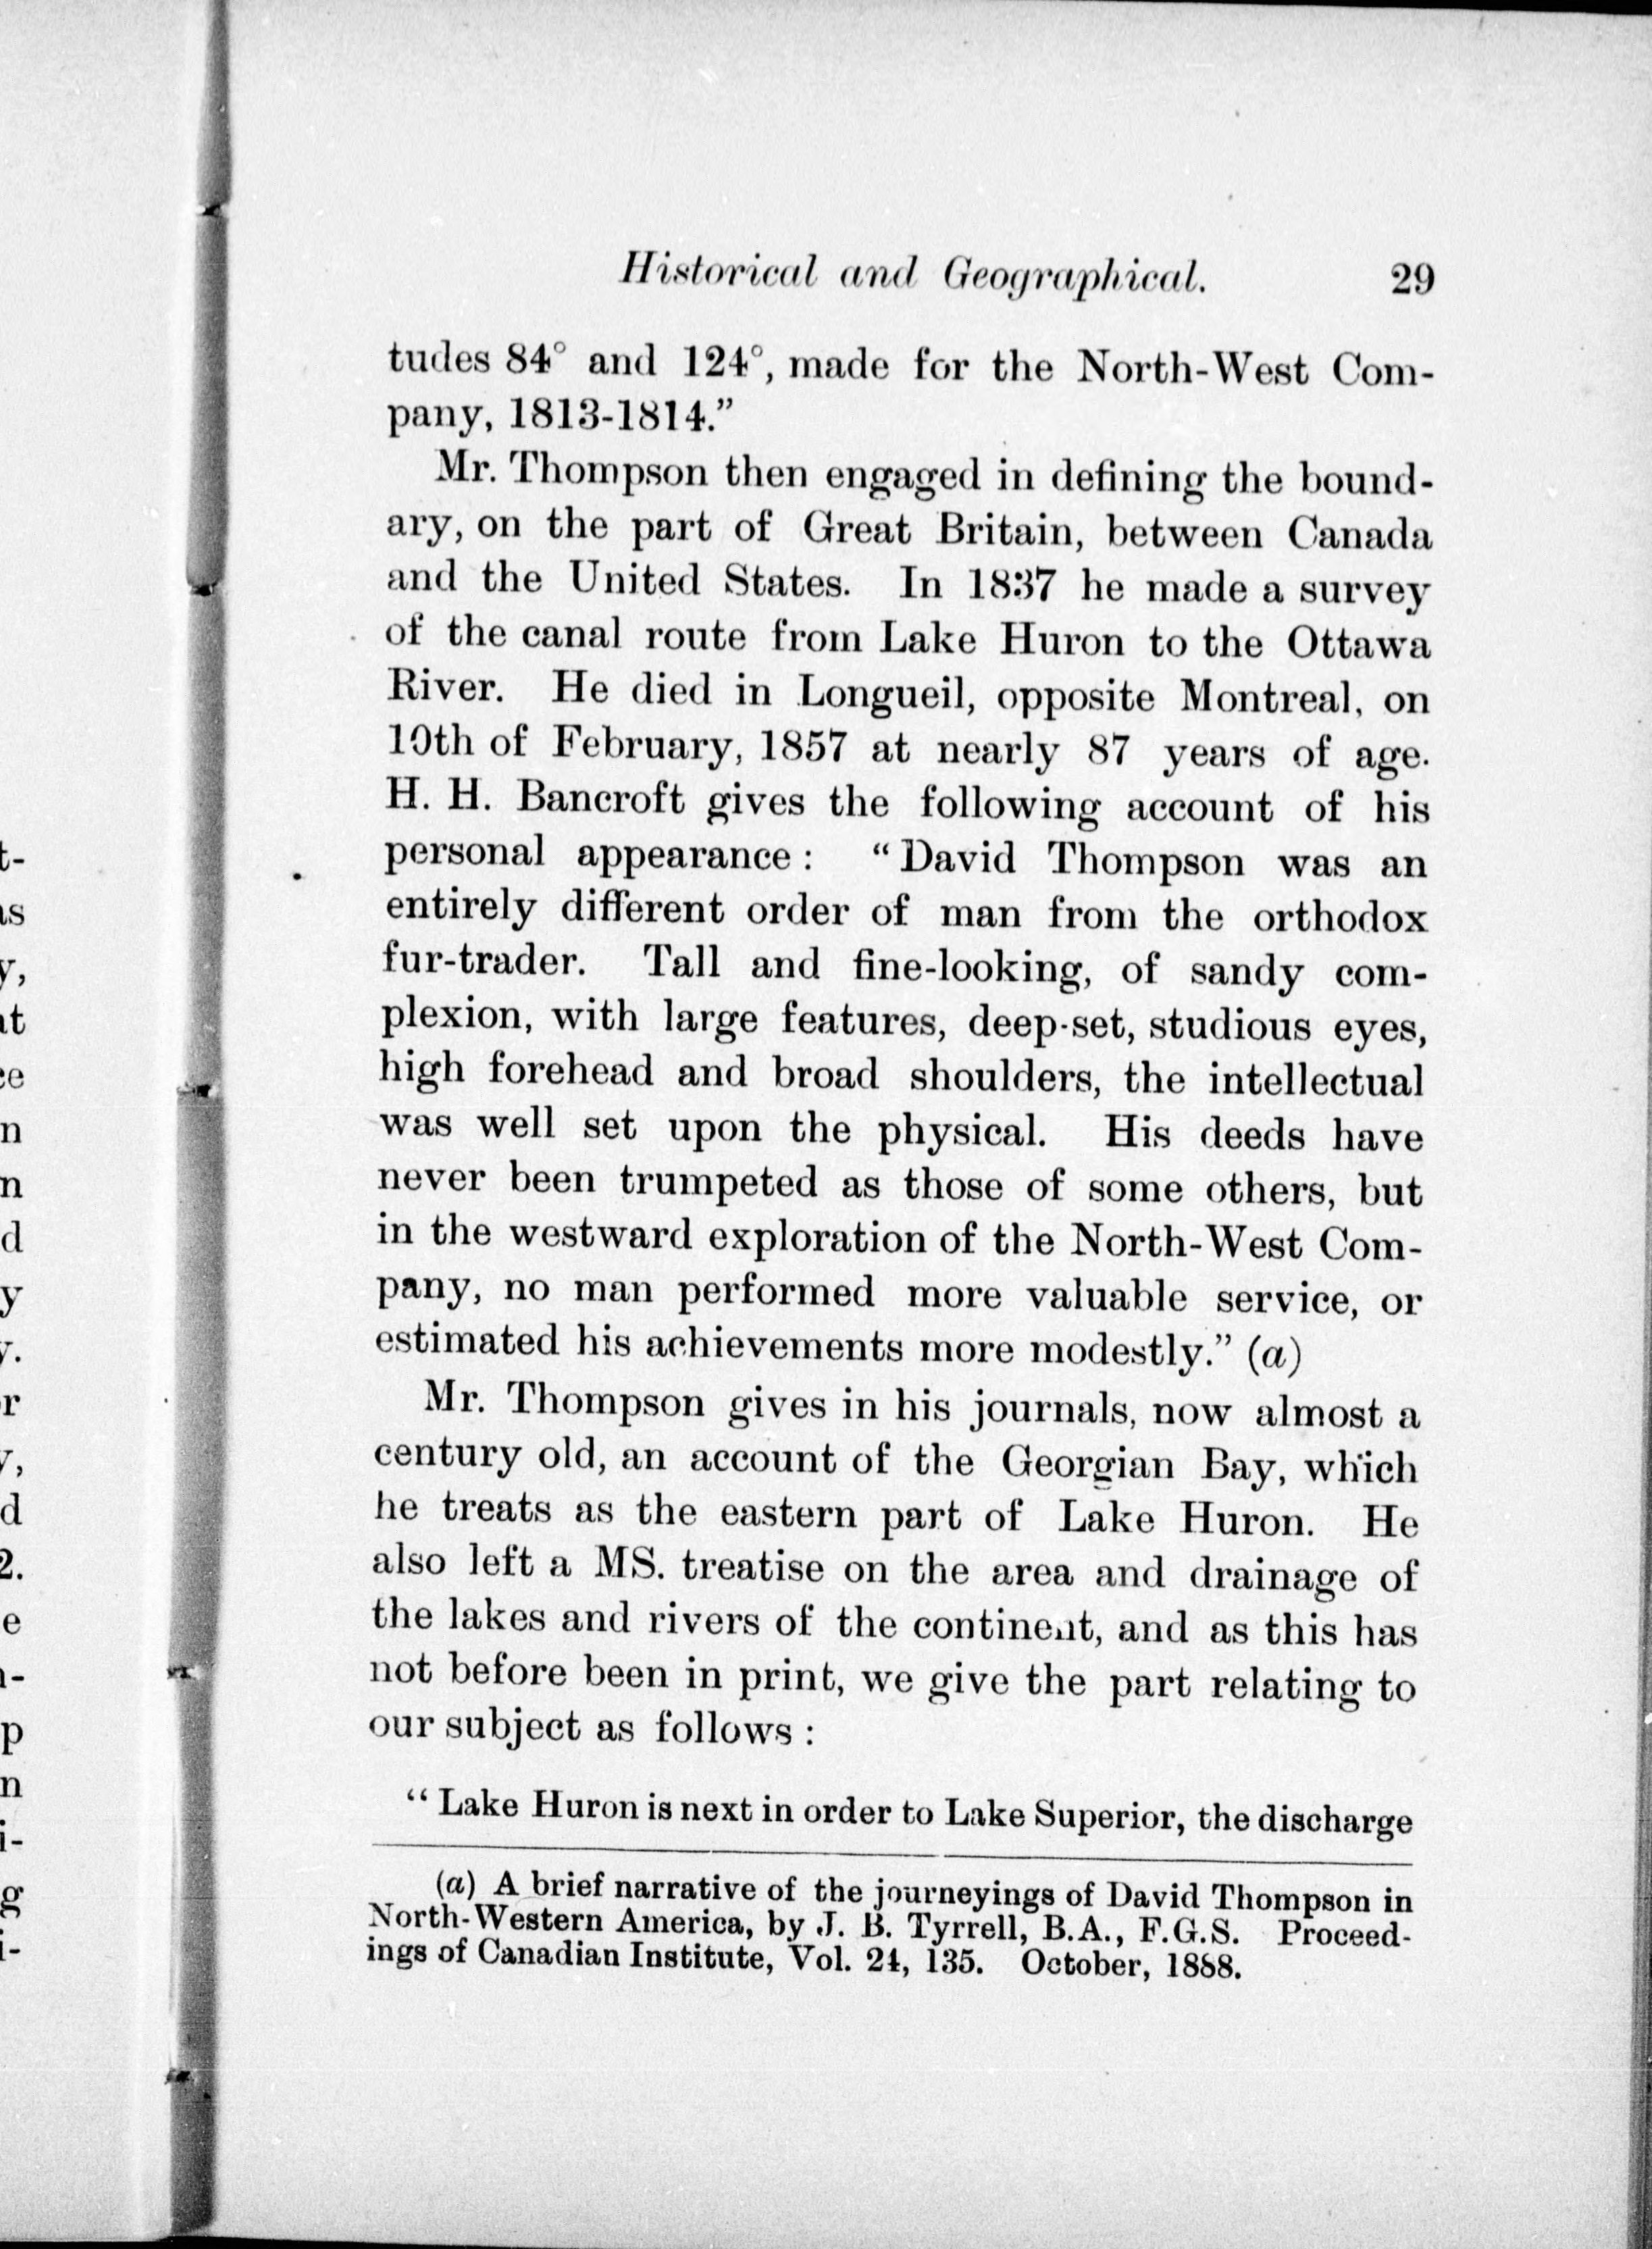 Historical and Geographical. 29
tudes 84° and 124°, made for the North-West Com-
pany, 1813-1814.”
Mr. Thompson then engaged in defining the bound-
ary, on the part of Great Britain, between Canada
and the United States. In 1837 he made a survey
of the canal route from Lake Huron to the Ottawa
River. He died in Longueil, opposite Montreal, on
10th of February, 1857 at nearly 87 years of age.
H. H. Bancroft gives the following account of his
personal appearance : “David Thompson was an
entirely different order of man from the orthodox
fur-trader. Tall and fine-looking, of sandy com-
plexion, with large features, deep-set, studious eyes,
high forehead and broad shoulders, the intellectual
was well set upon the physical. His deeds have
never been trumpeted as those of some others, but
in the westward exploration of the North-West Com-
pany, no man performed more valuable service, or
estimated his achievements more modestly.” (a)
Mr. Thompson gives in his journals, now almost a
century old, an account of the Georgian Bay, which
he treats as the eastern part of Lake Huron. He
also left a MS. treatise on the area and drainage of
the lakes and rivers of the continent, and as this has
not before been in print, we give the part relating to
our subject as follows :
“ Lake Huron is next in order to Lake Superior, the discharge
(a) A brief narrative of the journeyings of David Thompson in
North-Western America, by J. B. Tyrrell, B.A., F.G.S. Proceed-
ings of Canadian Institute, Vol. 24, 135. October, 1888.